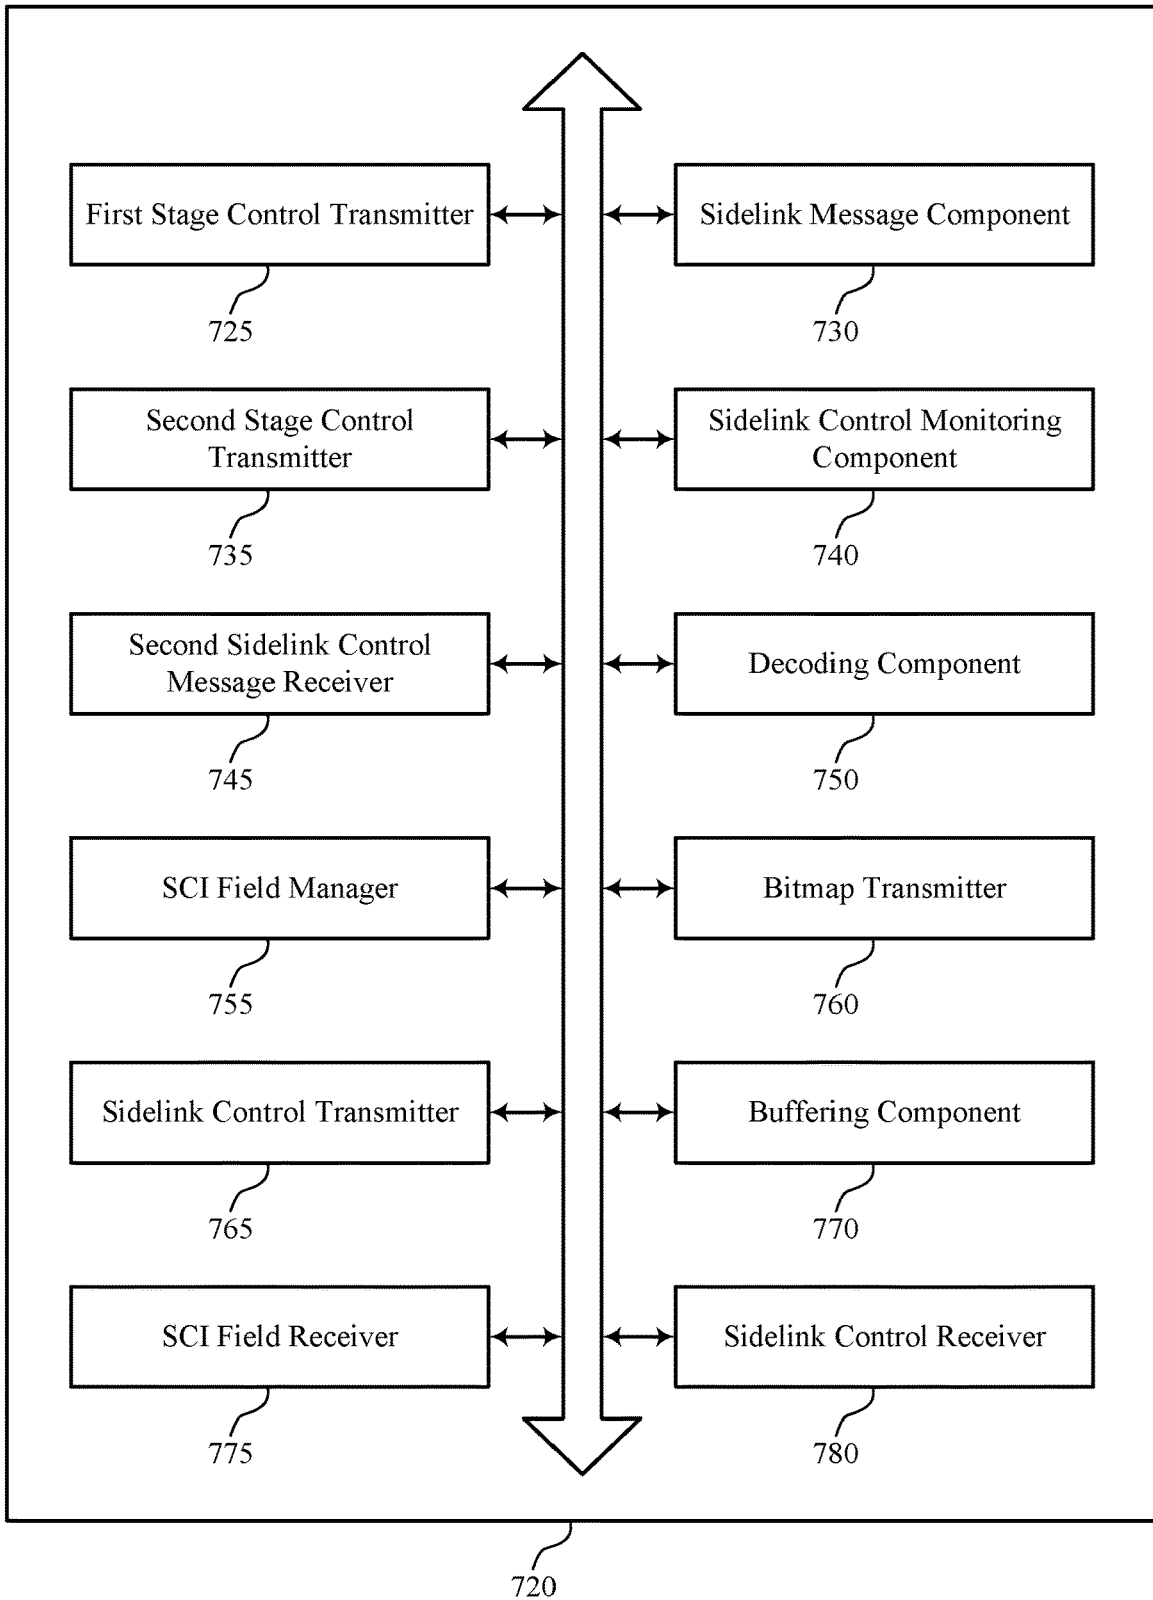 First Stage Control Transmitter
725
Sidelink Message Component
730
Second Stage Control
Transmitter
735
Sidelink Control Monitoring
Component
740
Second Sidelink Control
Message Receiver
745
Decoding Component
750
SCI Field Manager
755
Bitmap Transmitter
760
Sidelink Control Transmitter
765
Buffering Component
770
SCI Field Receiver
775
Sidelink Control Receiver
780
720